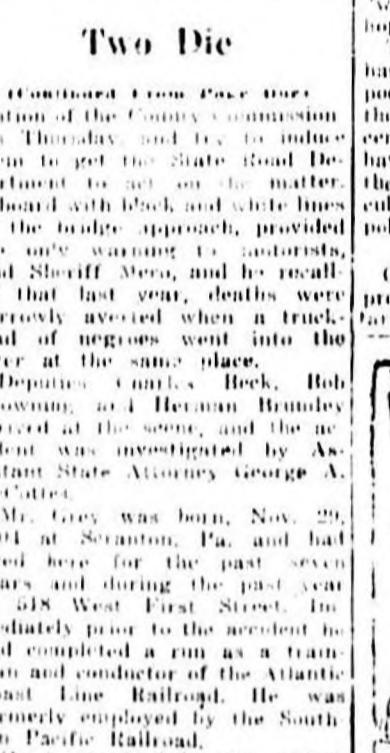 Two Die
(Continued From Page One)
ation of the County Commission
s Thursday, and try to induce
em to get the State Road De-
artment to act on the matter.
board with black and white lines
the bridge approach, provided
e only warning to motorists,
id Sheriff Mero, and he recall-
that last year, deaths were
rrowly averted when a truck-
ad of negroes went into the
er at the same place.
Deputies Charles Beck, Bob
owning and Herman Brumley
ived at the scene, and the ac-
dent was investigated by As-
tant State Attorney George A.
Mr. Grey was born, Nov. 29,
at Scranton, Pa. and had
ed here for the past seven
ars and during the past year
518 West First Street. Im-
ediately prior to the accident he
d completed a run as a train-
an and conductor of the Atlantic
oast Line Railroad. He was
rmerly employed by the South-
n Pacific Railroad.